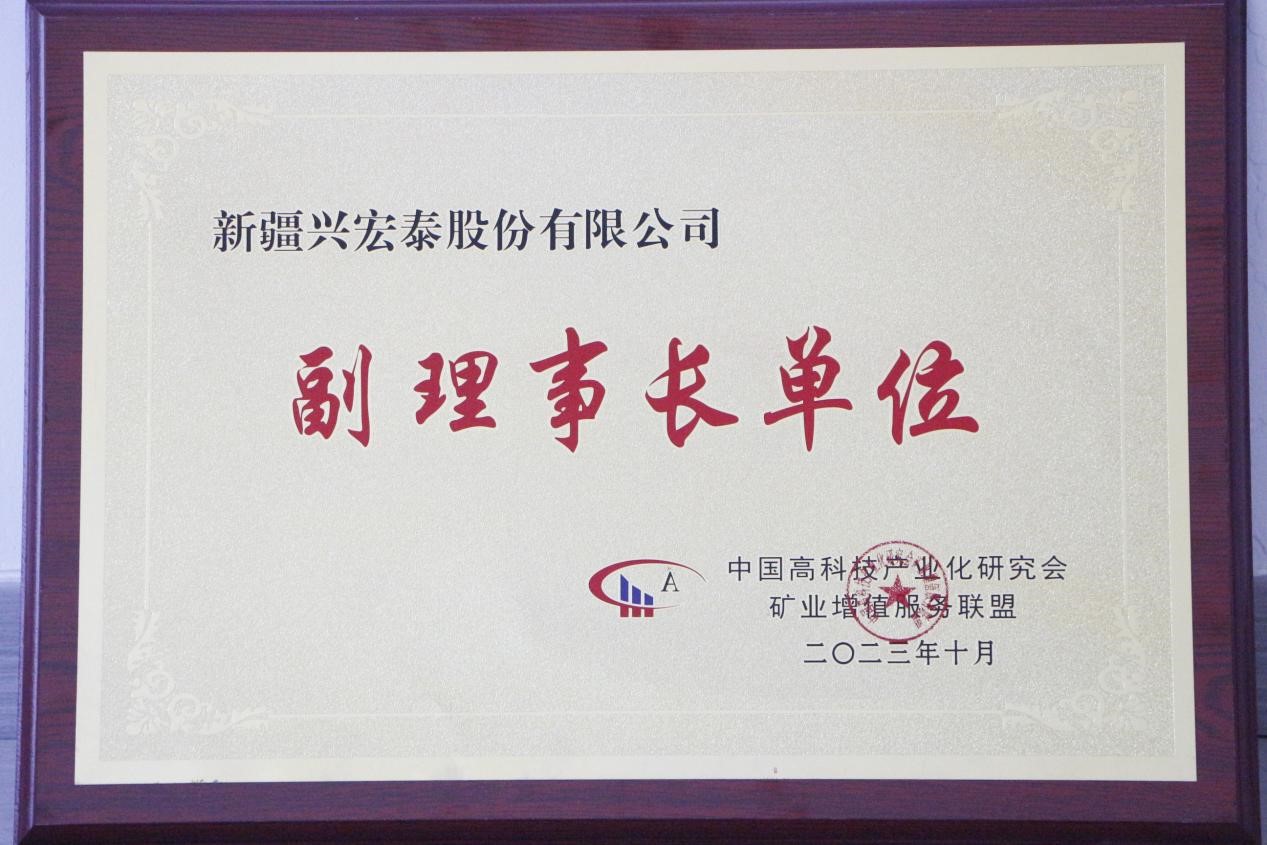 新疆兴宏泰股份有限公司
副理事长单位
A
中国高科技产业化研究会
矿业增值服务联盟
二〇二三年十月